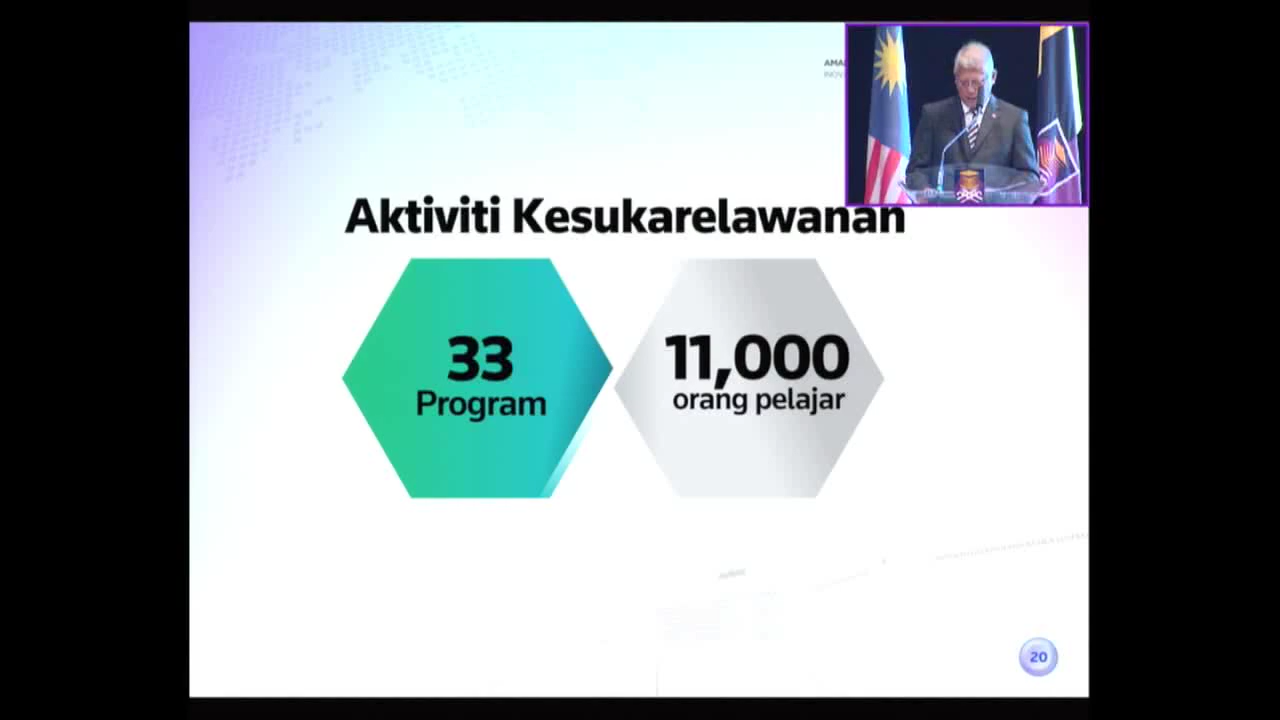 Aktiviti Kesukarelawanan
33
Program
11,000
orang pelajar
20